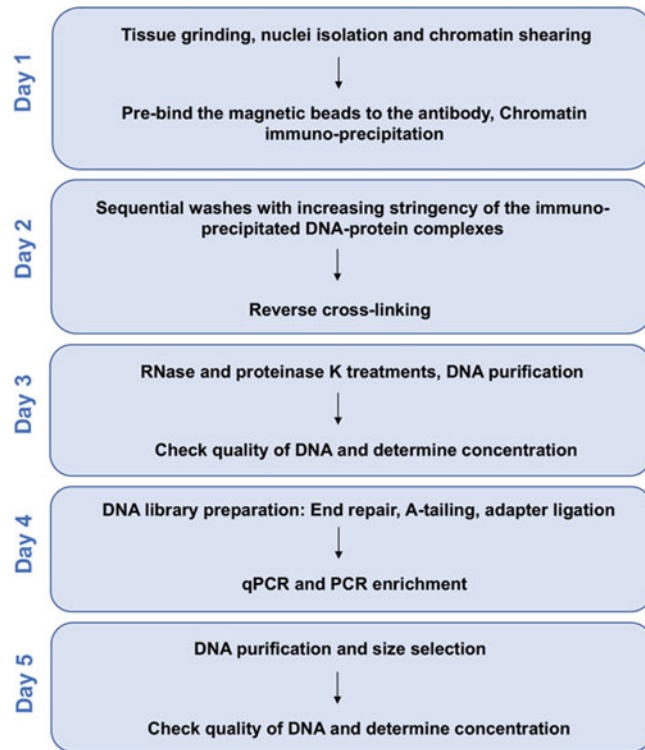 Day 1
Tissue grinding, nuclei isolation and chromatin shearing
Pre-bind the magnetic beads to the antibody, Chromatin
immuno-precipitation
Day 2
Sequential washes with increasing stringency of the immuno-
precipitated DNA-protein complexes
Reverse cross-linking
Day 3
RNase and proteinase K treatments, DNA purification
Check quality of DNA and determine concentration
Day 4
DNA library preparation: End repair, A-tailing, adapter ligation
qPCR and PCR enrichment
Day 5
DNA purification and size selection
Check quality of DNA and determine concentration